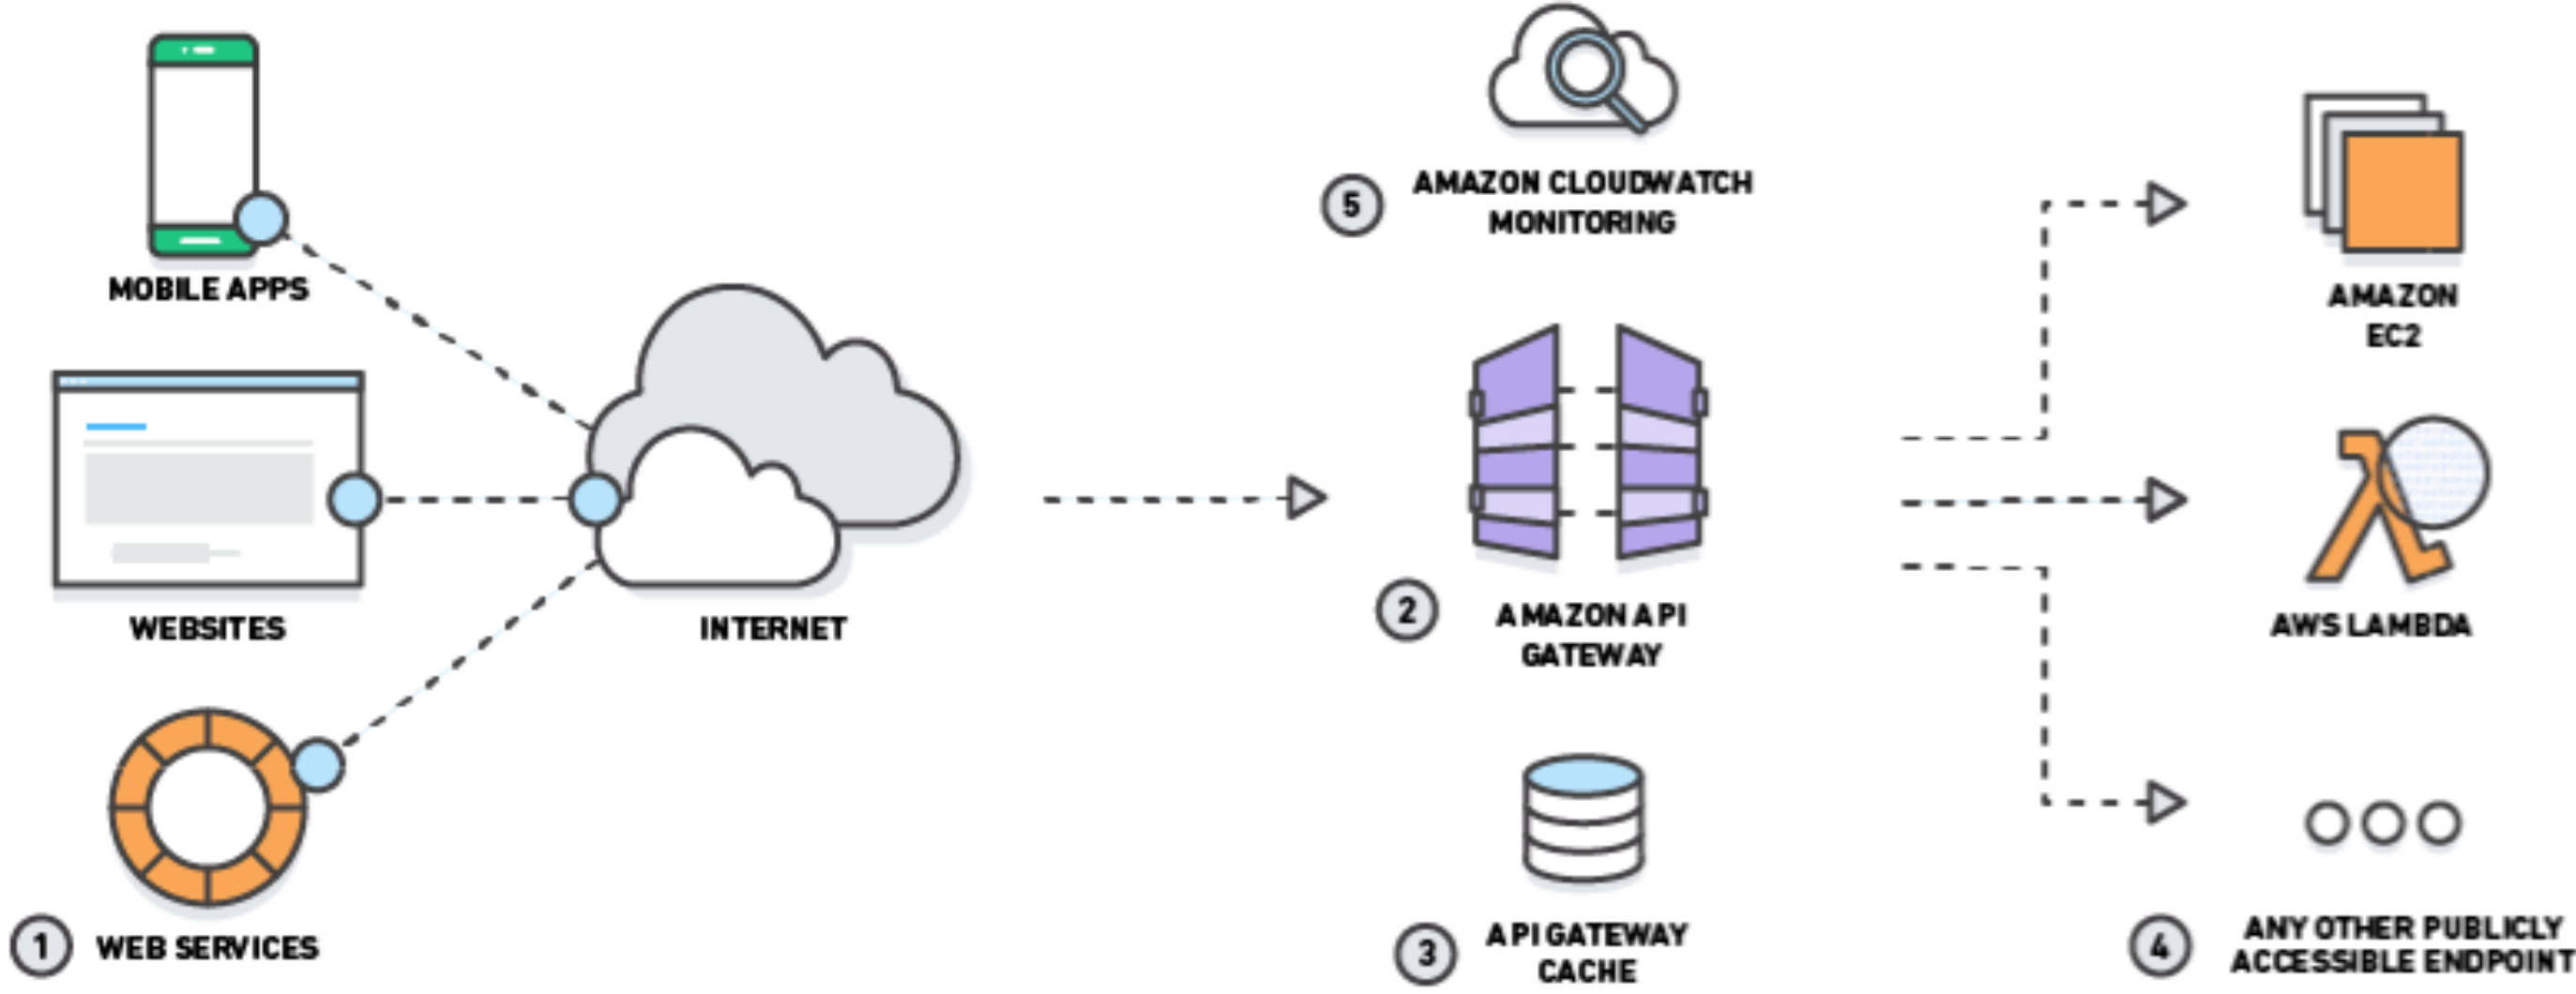 MOBILE APPS
WEBSITES
1
WEB SERVICES
INTERNET
5
AMAZON CLOUDWATCH
MONITORING
2
AMAZON API
GATEWAY
3
API GATEWAY
CACHE
AMAZON
EC2
AWS LAMBDA
4
ANY OTHER PUBLICLY
ACCESSIBLE ENDPOINT